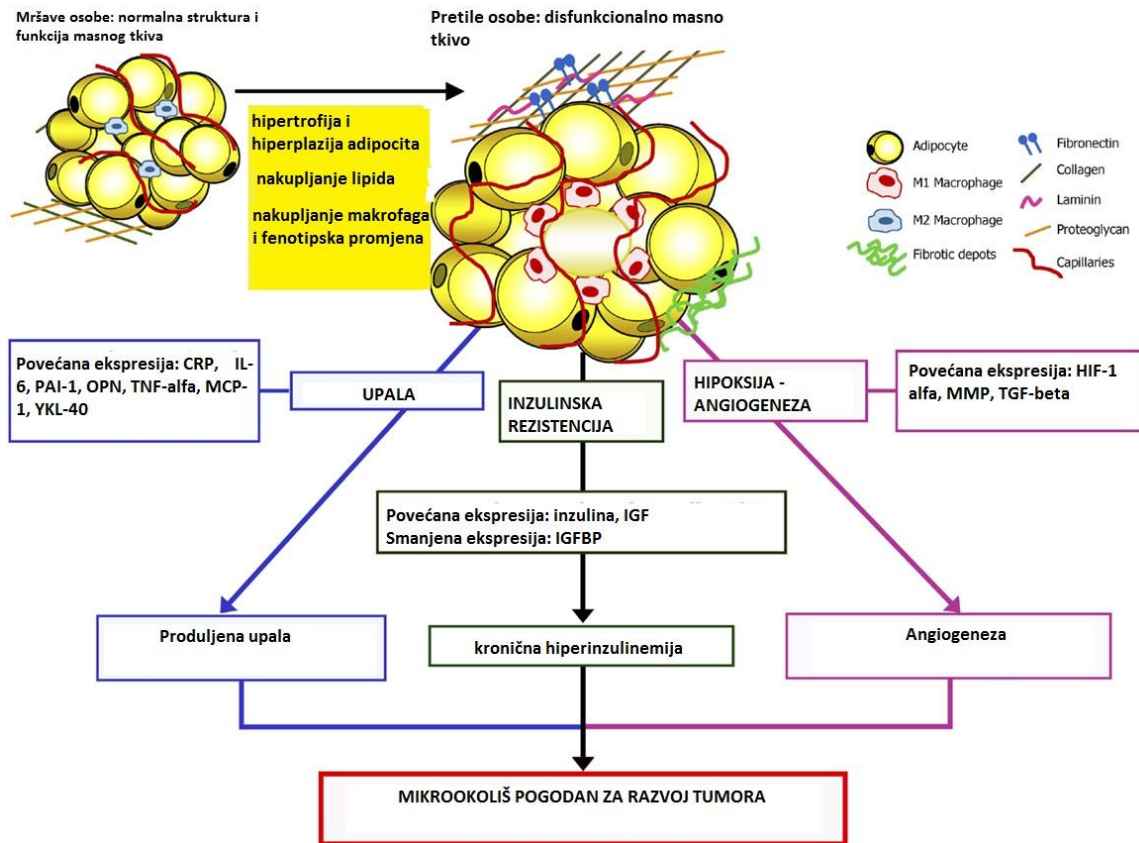 Mršave osobe: normalna struktura i
funkcija masnog tkiva
Pretile osobe: disfunkcionalno masno
tkivo
hipertrofija i
hiperplazija adipocita
nakupljanje lipida
nakupljanje makrofaga
i fenotipska promjena
Adipocyte
M1 Macrophage
M2 Macrophage
Fibrotic depots
Fibronectin
Collagen
Laminin
Proteoglycan
Capillaries
Povećana ekspresija: CRP, IL-
6, PAI-1, OPN, TNF-alfa, MCP-
1, YKL-40
UPALA
INZULINSKA
REZISTENCIJA
HIPOKSIJA -
ANGIOGENEZA
Povećana ekspresija: HIF-1
alfa, MMP, TGF-beta
Povećana ekspresija: inzulina, IGF
Smanjena ekspresija: IGFBP
Produljena upala
kronična hiperinzulinemija
Angiogeneza
MIKROOKOLIŠ POGODAN ZA RAZVOJ TUMORA